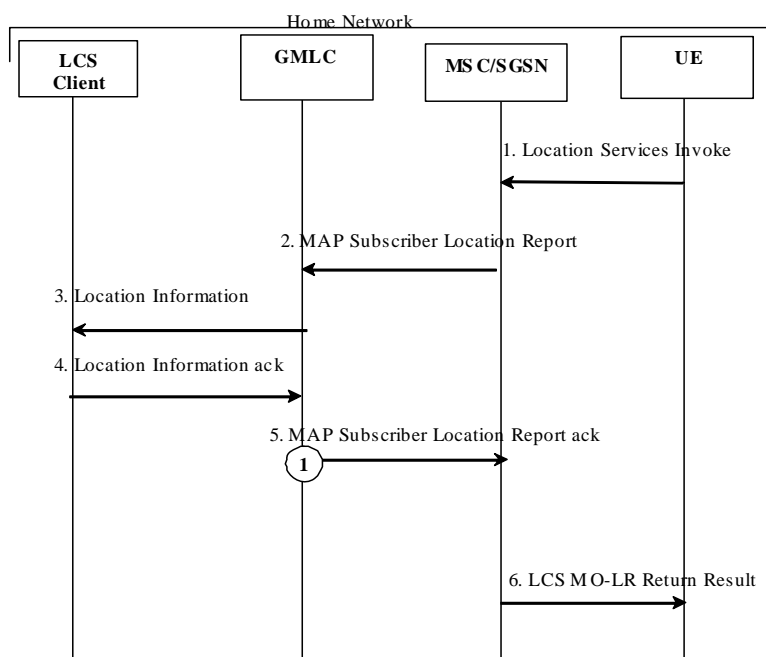 Home Network
LCS
Client
GMLC
MSC/SGSN
UE
1. Location Services Invoke
2. MAP Subscriber Location Report
3. Location Information
4. Location Information ack
5. MAP Subscriber Location Report ack
1
6. LCS MO-LR Return Result